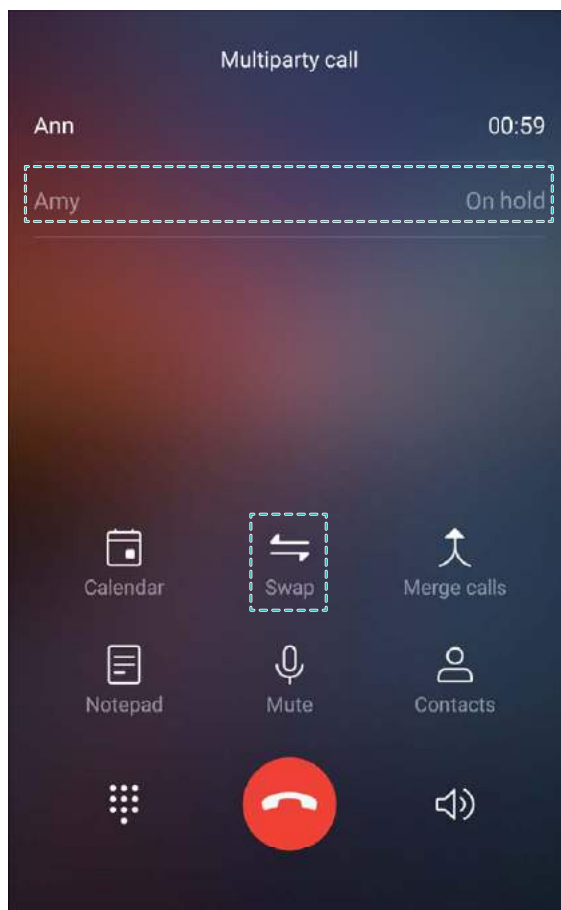 Multiparty call
Ann 00:59
Amy On hold
Calendar Swap Merge calls
Notepad Mute Contacts